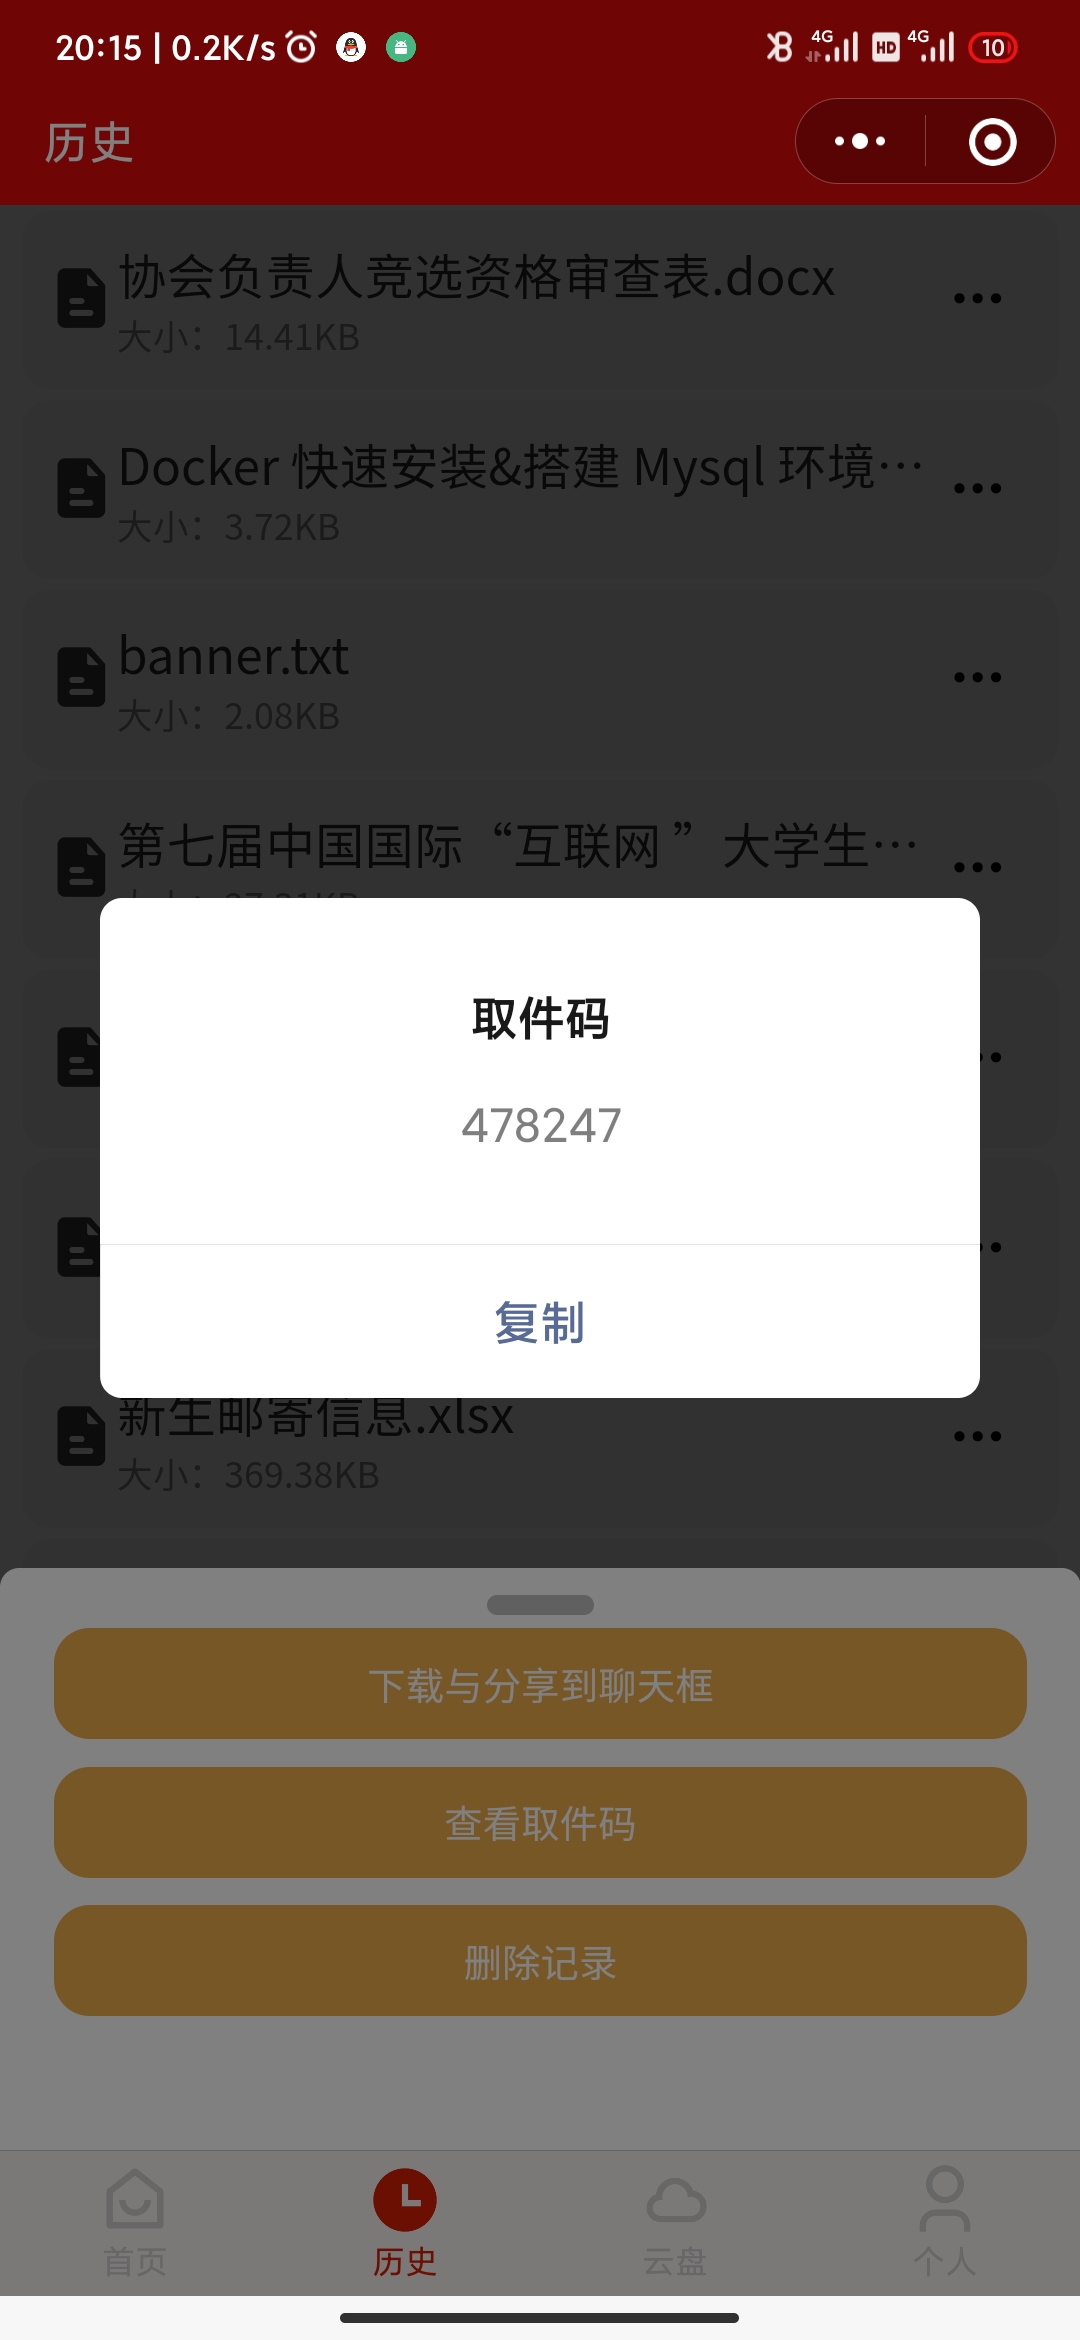 20:15 | 0.2K/s
4G HD 4G 10
历史
协会负责人竞选资格审查表.docx
大小：14.41KB
Docker 快速安装&搭建 Mysql 环境…
大小：3.72KB
banner.txt
大小：2.08KB
第七届中国国际“互联网”大学生…
取件码
478247
复制
新生邮寄信息.xlsx
大小：369.38KB
下载与分享到聊天框
查看取件码
删除记录
首页
历史
云盘
个人